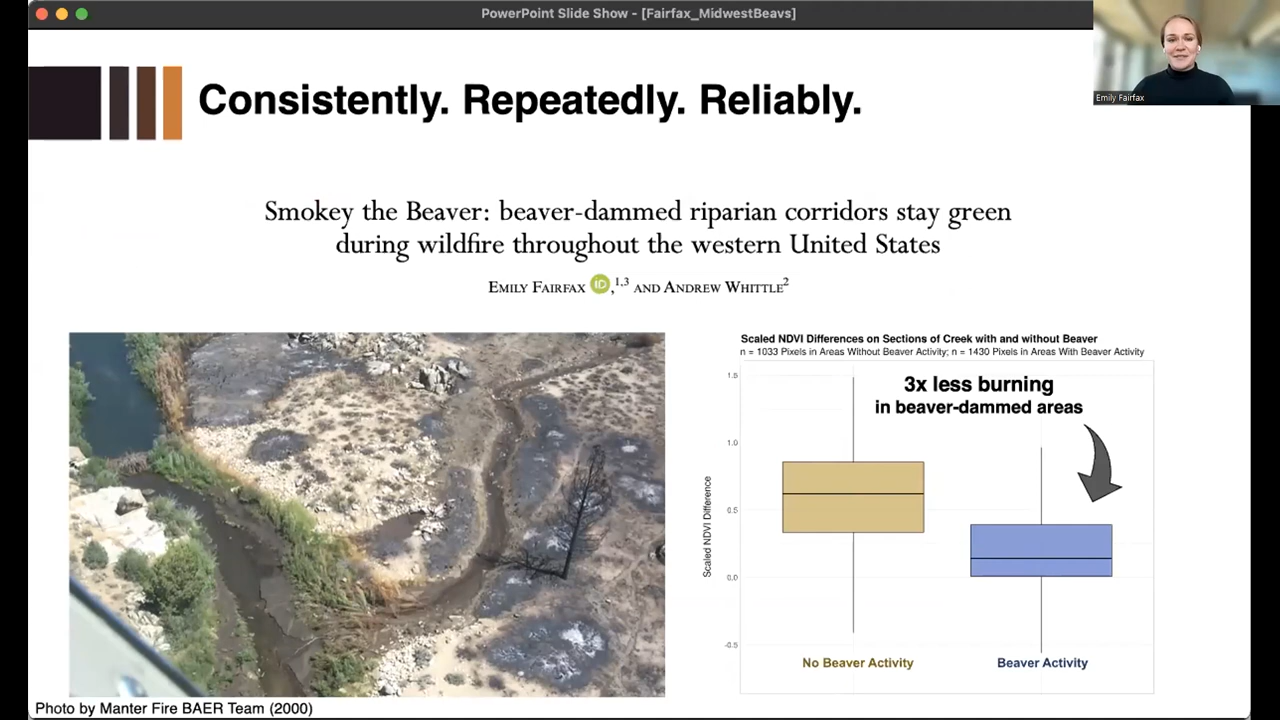 PowerPoint Slide Show - [Fairfax_MidwestBeavs]
Emily Fairfax
Consistently. Repeatedly. Reliably.
Smokey the Beaver: beaver-dammed riparian corridors stay green
during wildfire throughout the western United States
Emily Fairfax iD,1,3 and Andrew Whittle2
Scaled NDVI Differences on Sections of Creek with and without Beaver
n = 1033 Pixels in Areas Without Beaver Activity; n = 1430 Pixels in Areas With Beaver Activity
3x less burning
in beaver-dammed areas
Scaled NDVI Difference
1.5
1.0
0.5
0.0
-0.5
No Beaver Activity
Beaver Activity
Photo by Manter Fire BAER Team (2000)